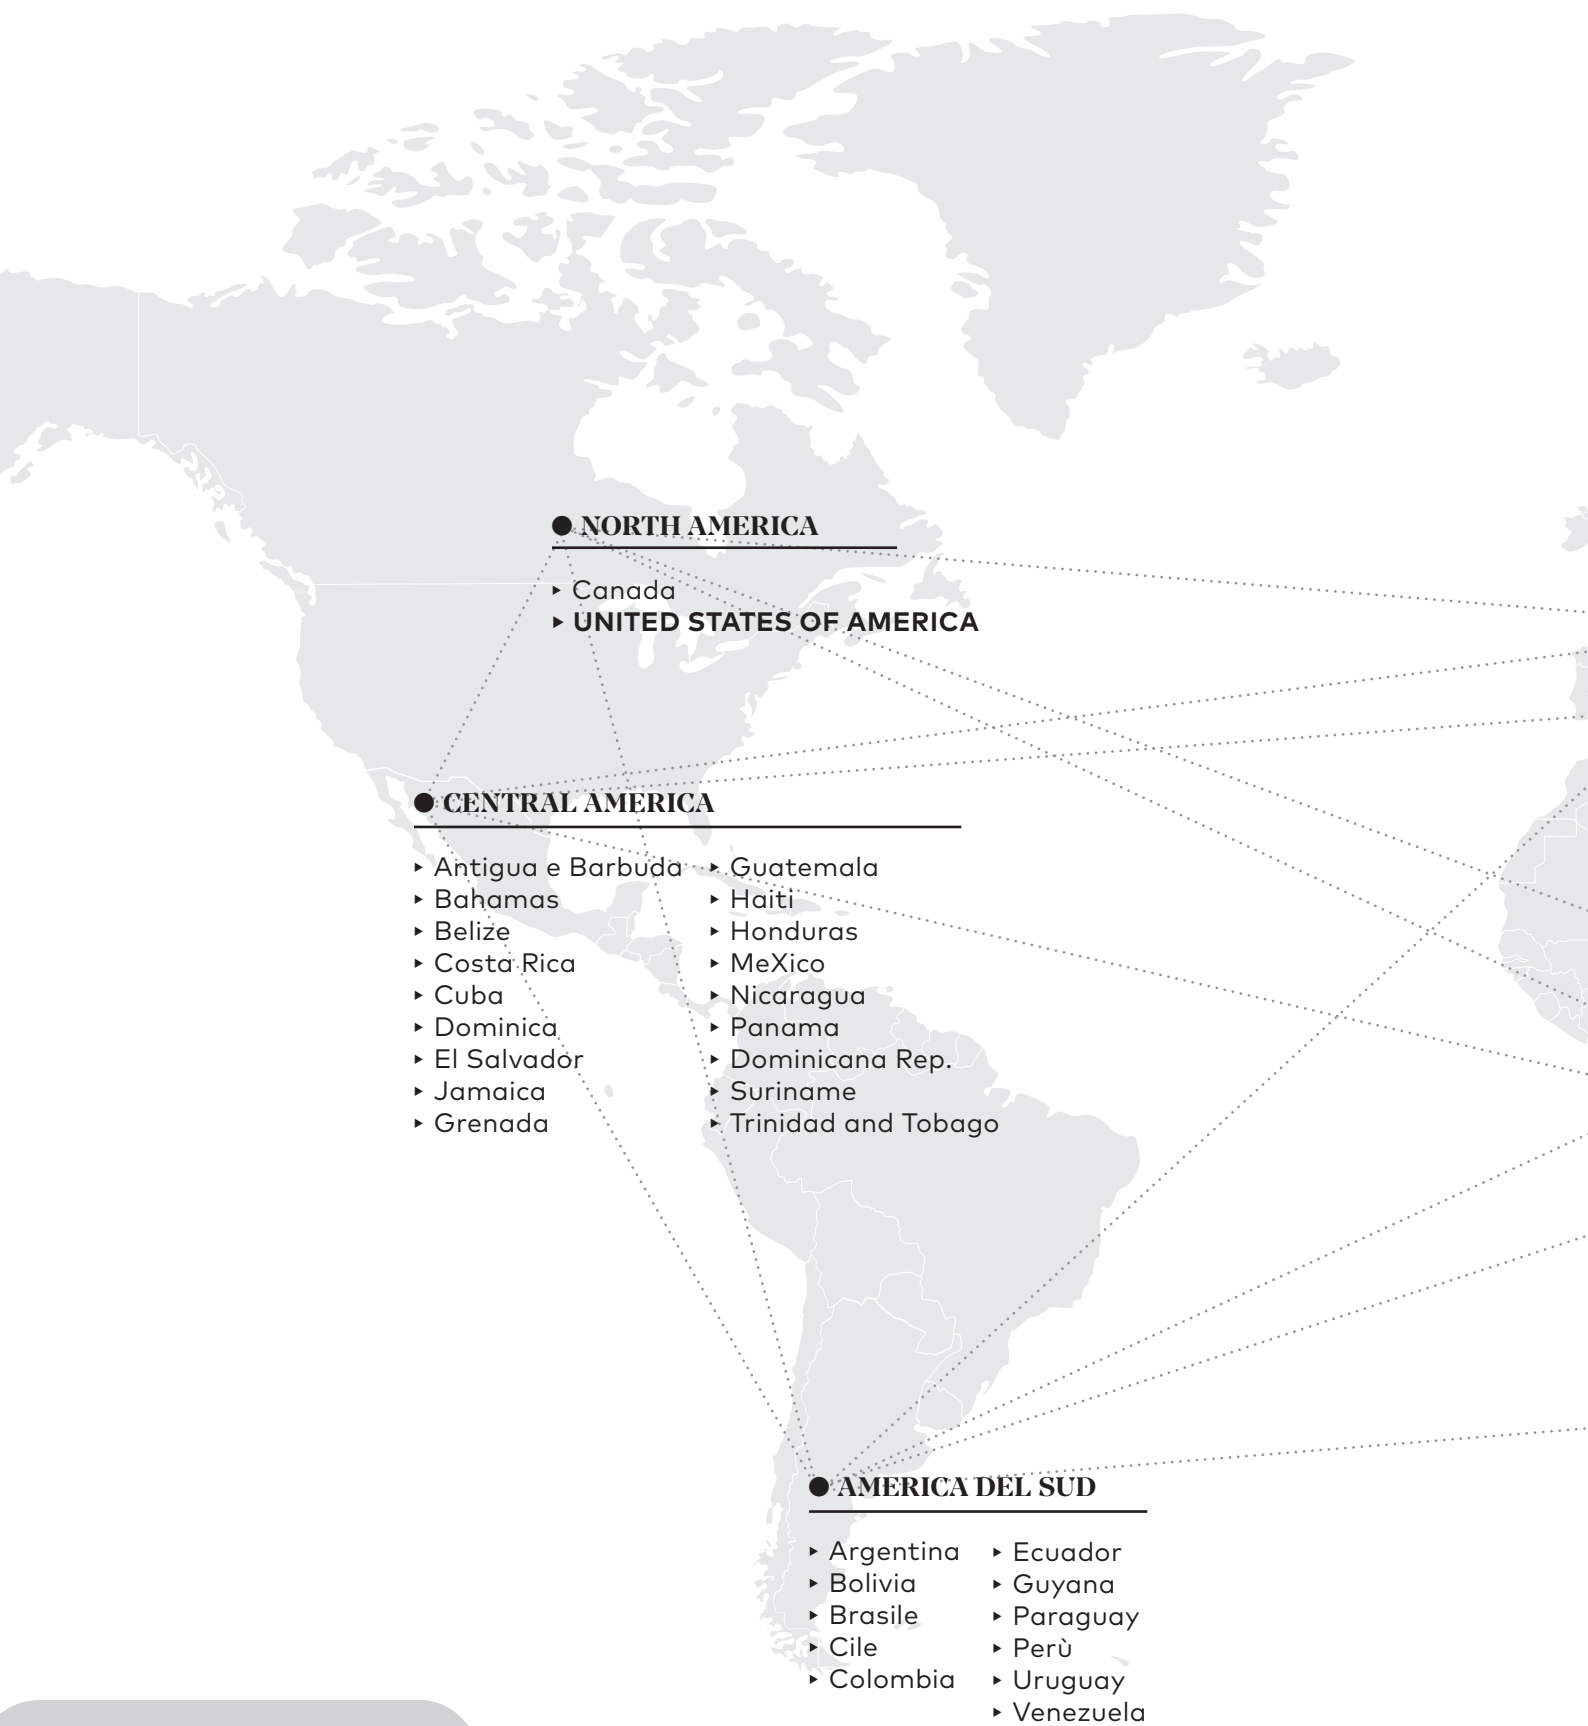 ● NORTH AMERICA
▸ Canada
▸ UNITED STATES OF AMERICA
● CENTRAL AMERICA
▸ Antigua e Barbuda
▸ Bahamas
▸ Belize
▸ Costa Rica
▸ Cuba
▸ Dominica
▸ El Salvador
▸ Jamaica
▸ Grenada
▸ Guatemala
▸ Haiti
▸ Honduras
▸ MeXico
▸ Nicaragua
▸ Panama
▸ Dominicana Rep.
▸ Suriname
▸ Trinidad and Tobago
● AMERICA DEL SUD
▸ Argentina
▸ Bolivia
▸ Brasile
▸ Cile
▸ Colombia
▸ Ecuador
▸ Guyana
▸ Paraguay
▸ Perù
▸ Uruguay
▸ Venezuela